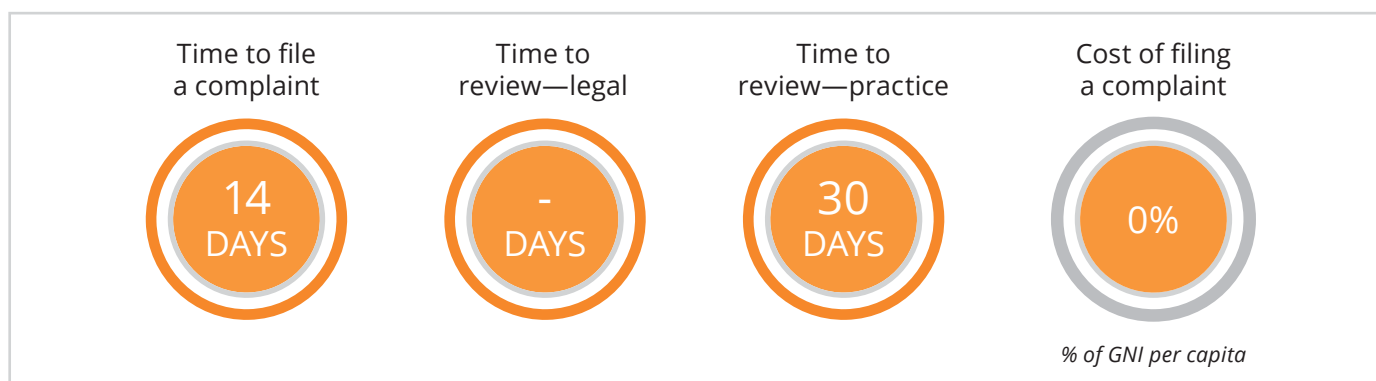 Time to file
a complaint
14
DAYS
Time to
review—legal
-
DAYS
Time to
review—practice
30
DAYS
Cost of filing
a complaint
0%
% of GNI per capita